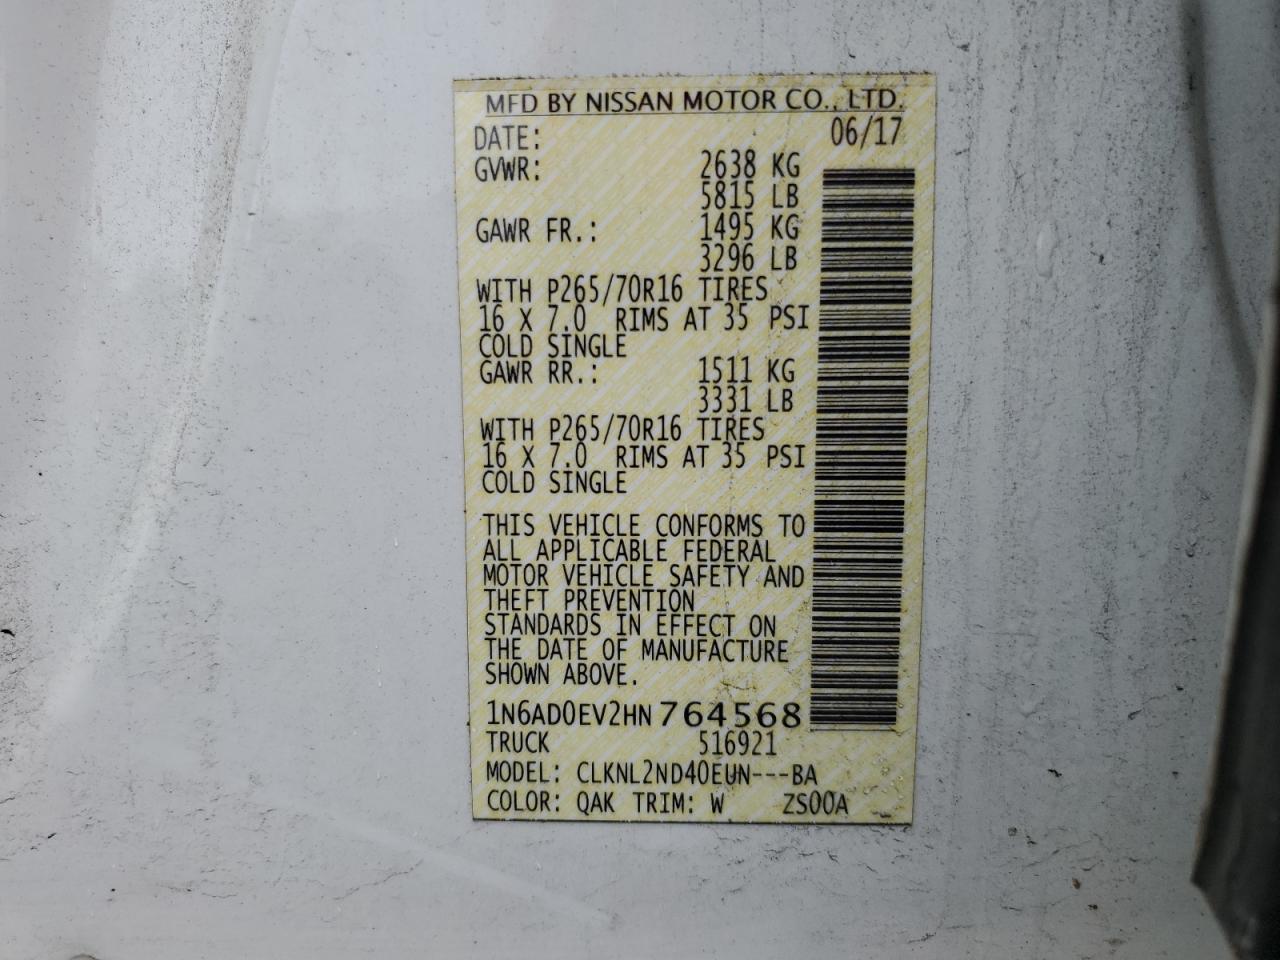 MFD BY NISSAN MOTOR CO., LTD.
DATE: 06/17
GVWR: 2638 KG
5815 LB
GAWR FR.: 1495 KG
3296 LB
WITH P265/70R16 TIRES
16 X 7.0 RIMS AT 35 PSI
COLD SINGLE
GAWR RR.: 1511 KG
3331 LB
WITH P265/70R16 TIRES
16 X 7.0 RIMS AT 35 PSI
COLD SINGLE
THIS VEHICLE CONFORMS TO
ALL APPLICABLE FEDERAL
MOTOR VEHICLE SAFETY AND
THEFT PREVENTION
STANDARDS IN EFFECT ON
THE DATE OF MANUFACTURE
SHOWN ABOVE.
1N6AD0EV2HN764568
TRUCK 516921
MODEL: CLKNL2ND40EUN---BA
COLOR: QAK TRIM: W ZS00A